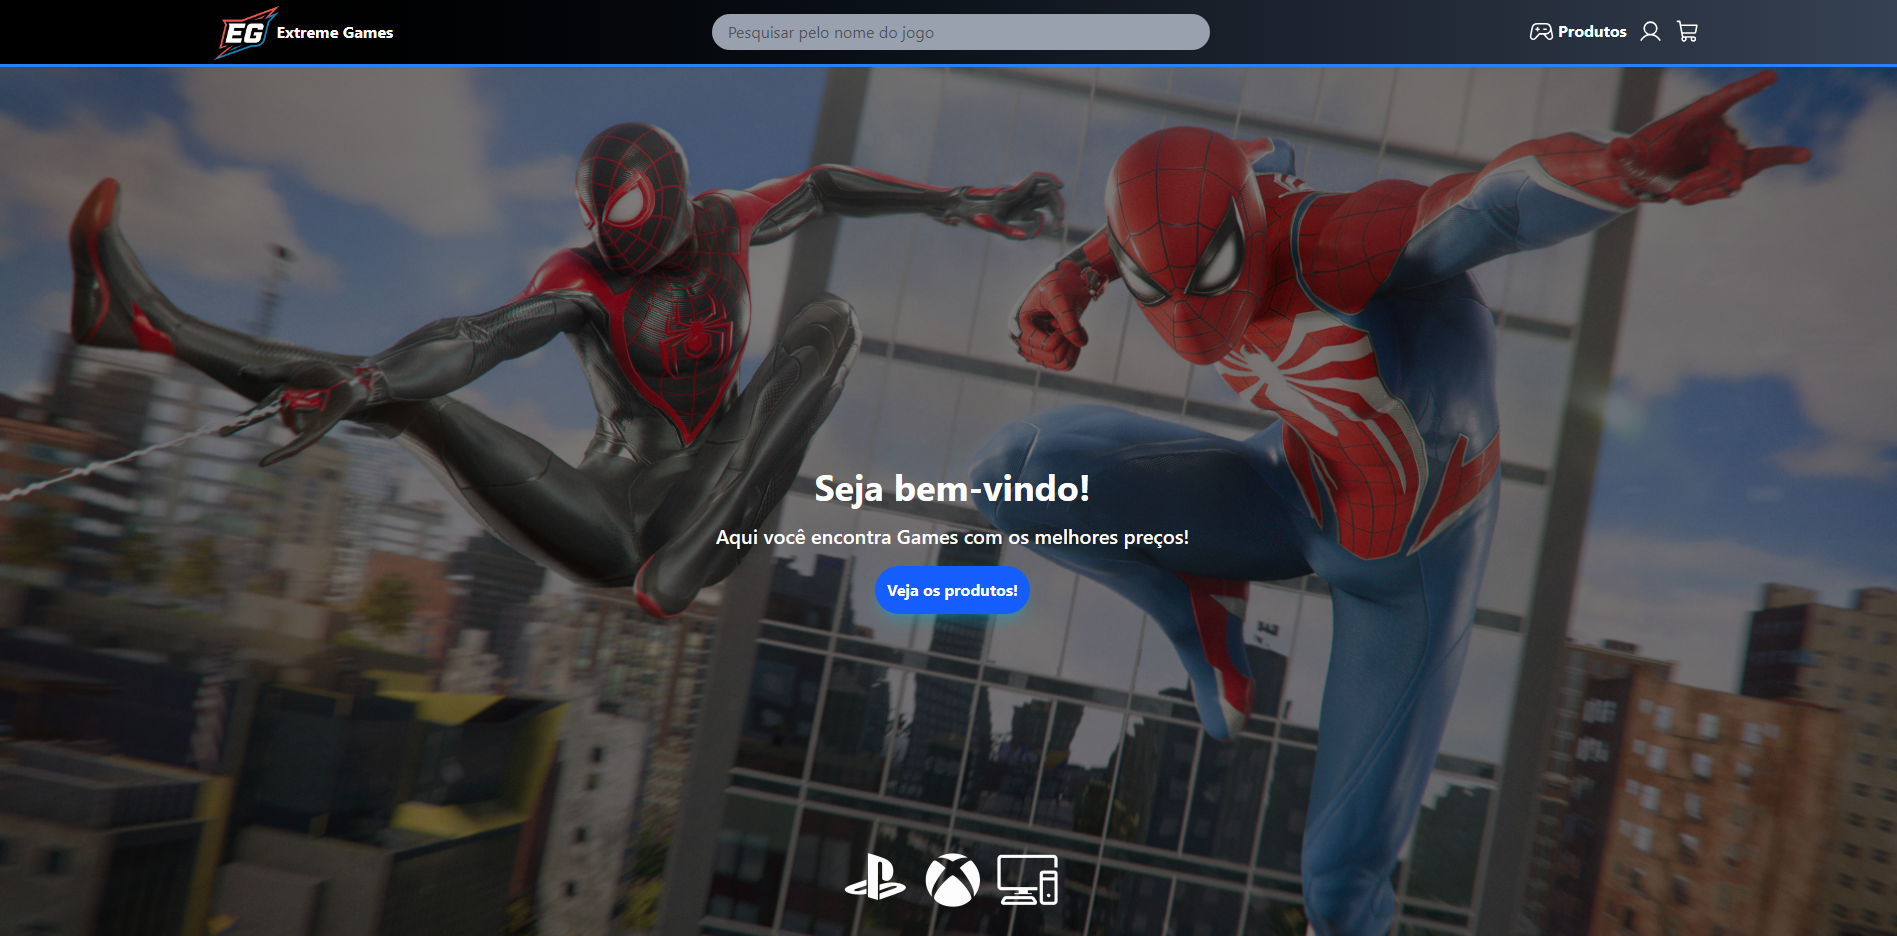 EG Extreme Games
Pesquisar pelo nome do jogo
Produtos
Seja bem-vindo!
Aqui você encontra Games com os melhores preços!
Veja os produtos!